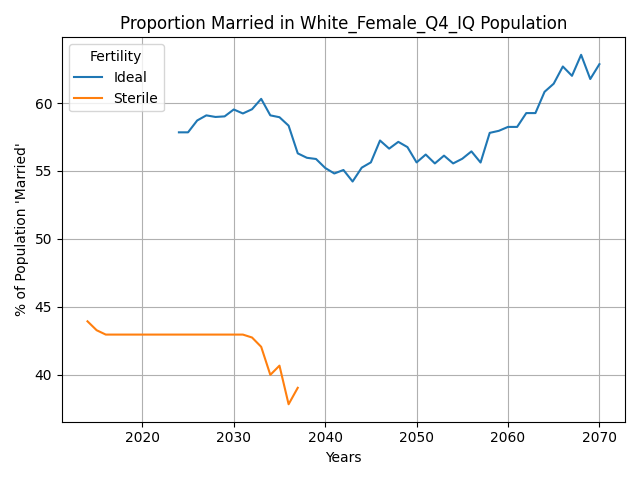 Proportion Married in White_Female_Q4_IQ Population
Fertility
Ideal
Sterile
% of Population 'Married'
60
55
50
45
40
2020 2030 2040 2050 2060 2070
Years